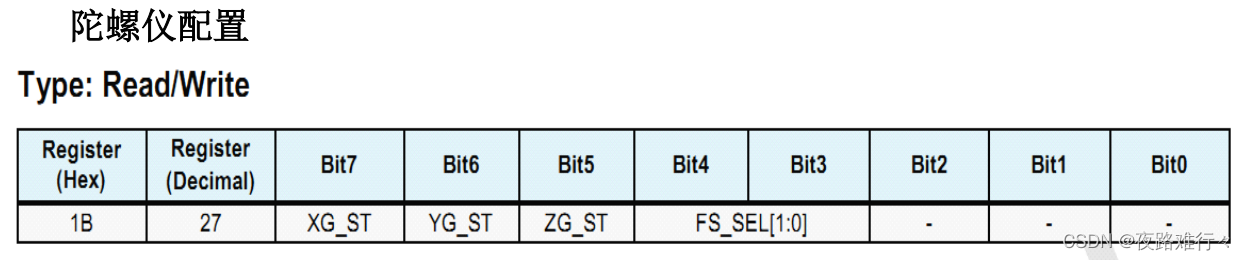 陀螺仪配置
Type: Read/Write
Register (Hex) Register (Decimal) Bit7 Bit6 Bit5 Bit4 Bit3 Bit2 Bit1 Bit0
1B 27 XG_ST YG_ST ZG_ST FS_SEL[1:0] - - -
CSDN @夜路难行々